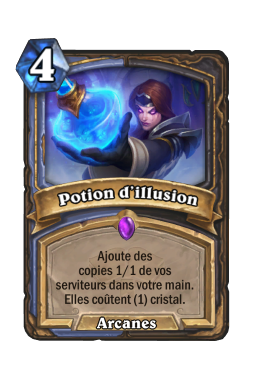 4
Potion d'illusion
Ajoute des
copies 1/1 de vos
serviteurs dans votre main.
Elles coûtent (1) cristal.
Arcanes